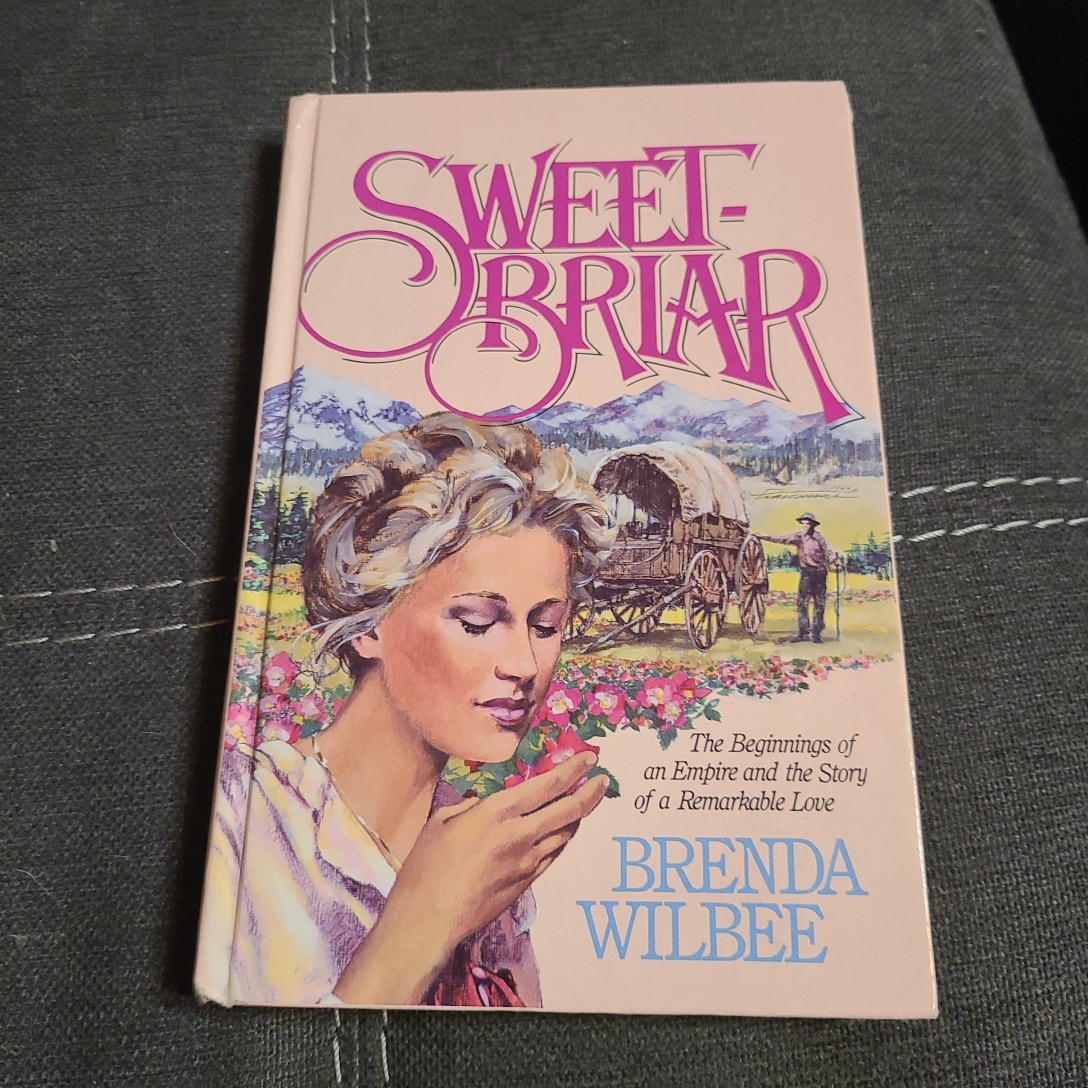 SWEET-
BRIAR
The Beginnings of
an Empire and the Story
of a Remarkable Love
BRENDA
WILBEE